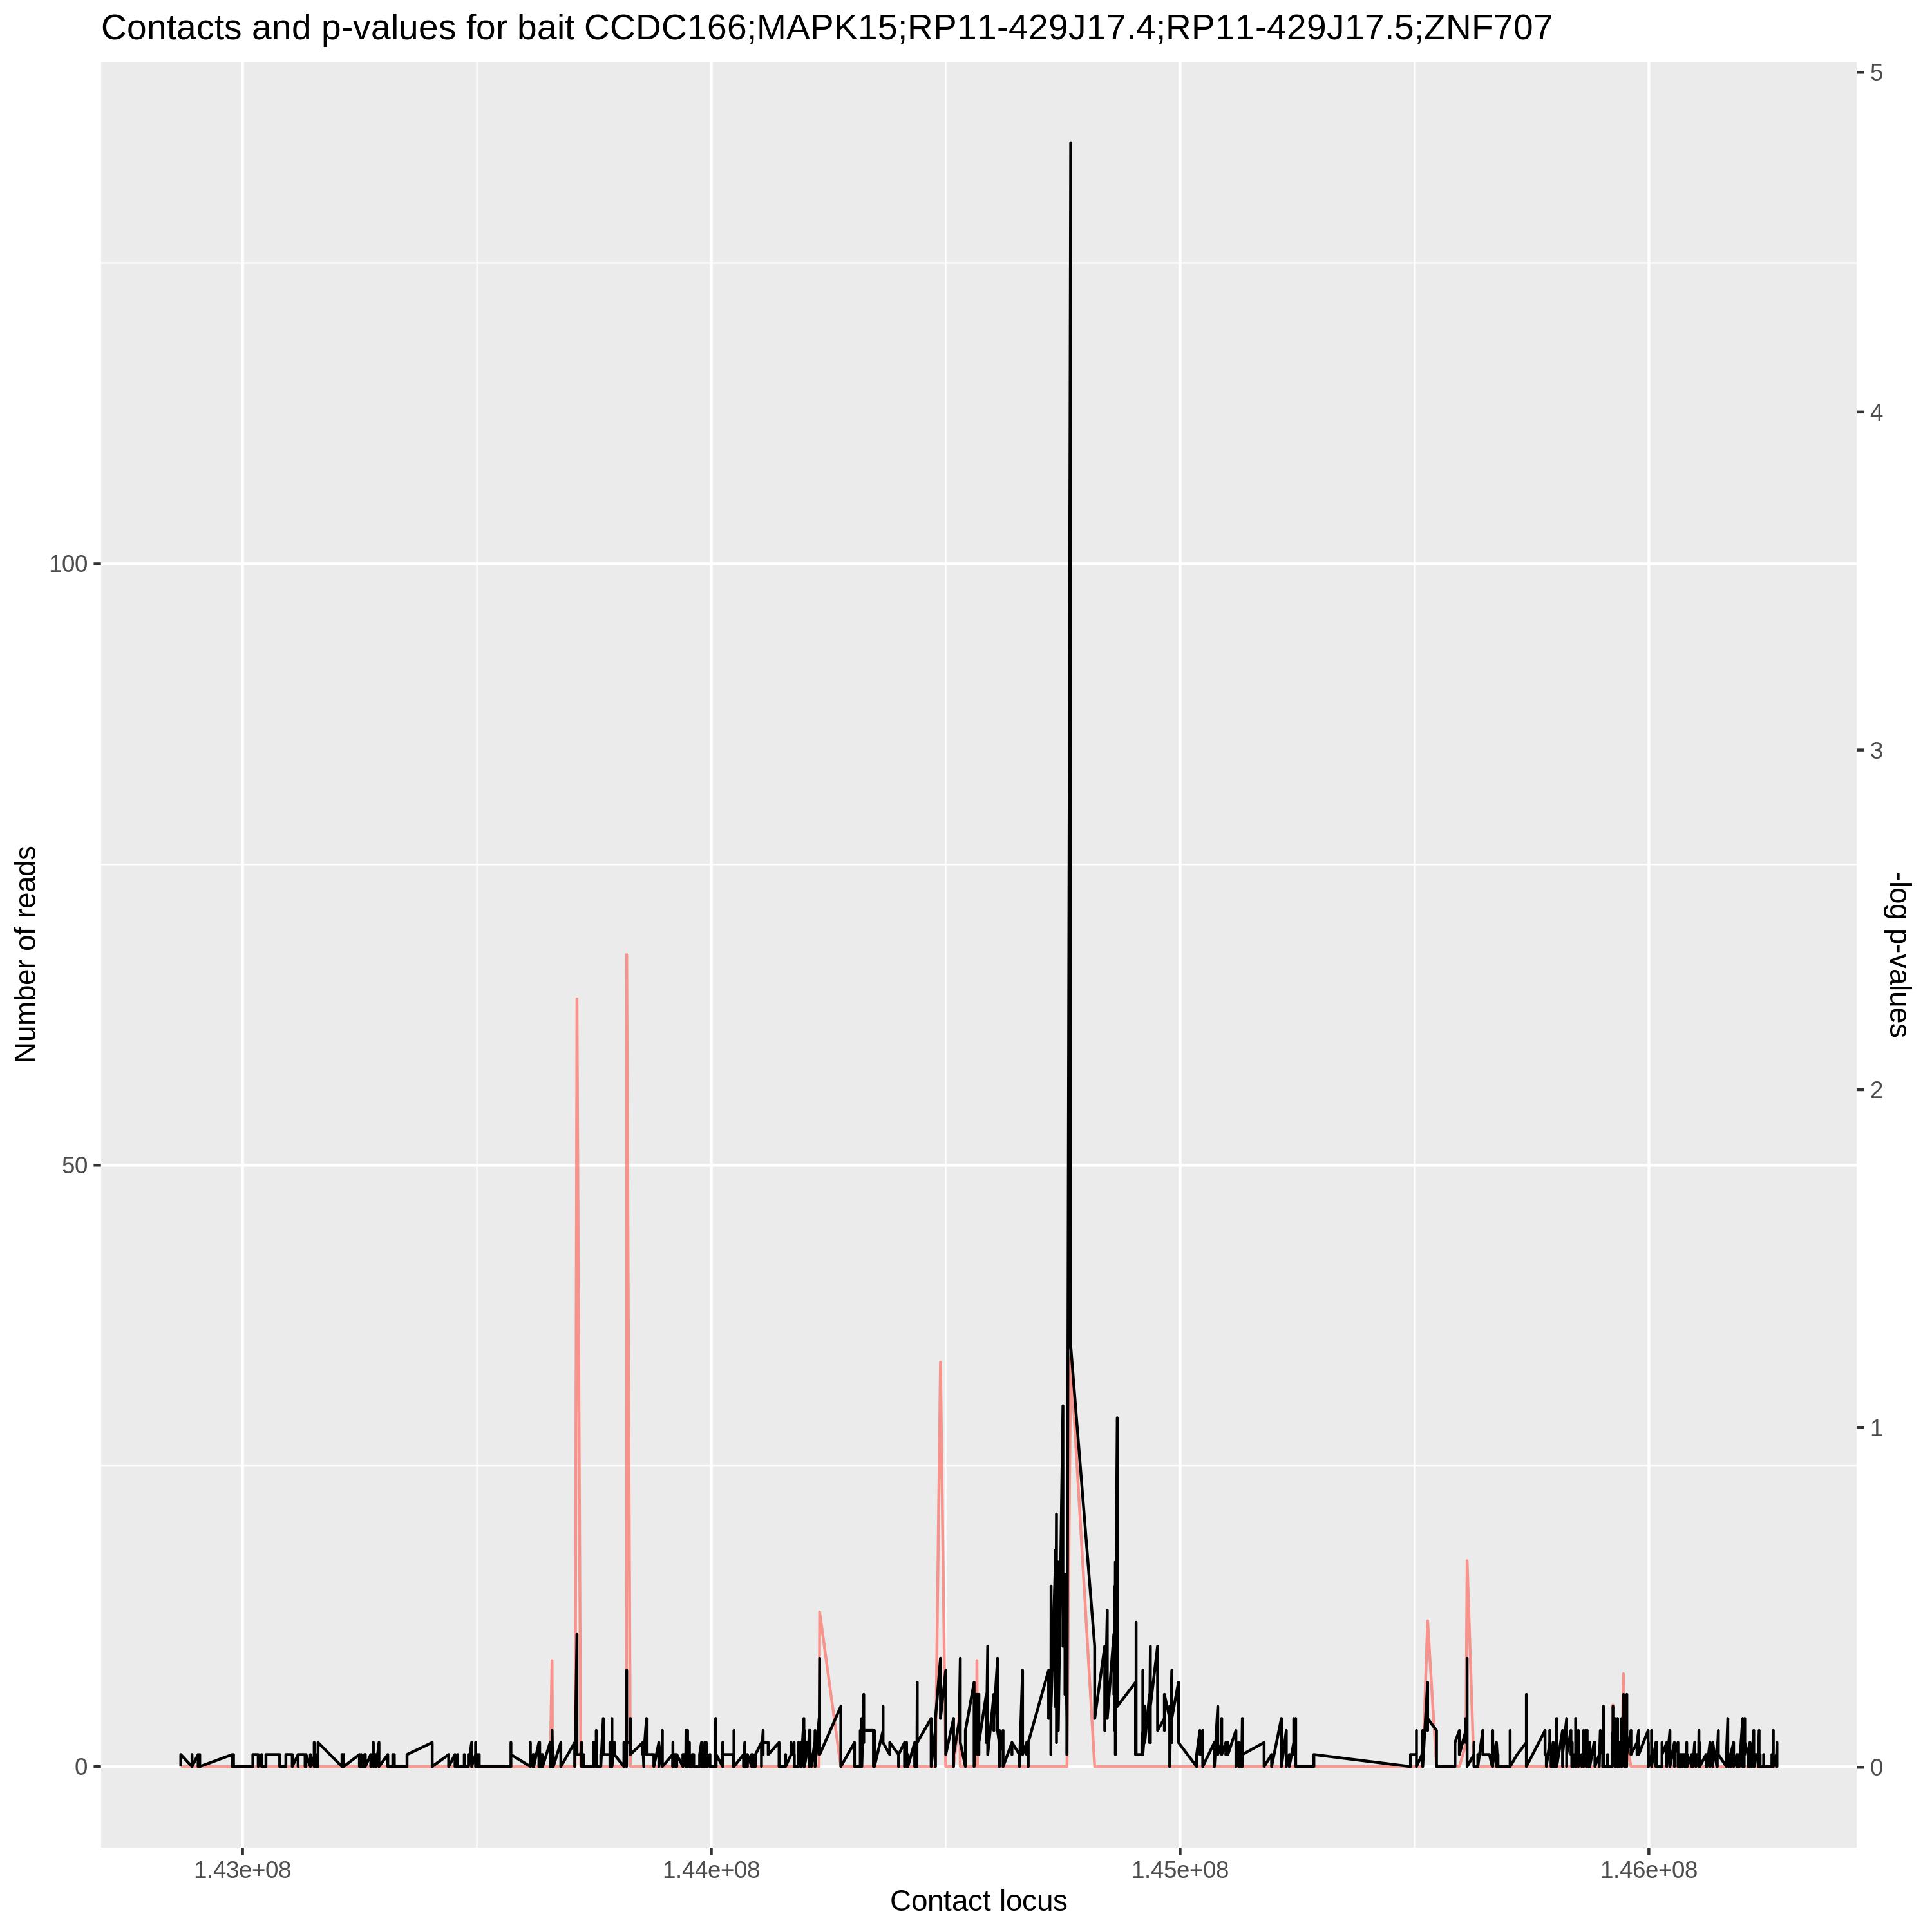 Contacts and p-values for bait CCDC166;MAPK15;RP11-429J17.4;RP11-429J17.5;ZNF707
5
4
100
3
Number of reads
-log p-values
2
50
1
0
0
1.43e+08
1.44e+08
1.45e+08
1.46e+08
Contact locus